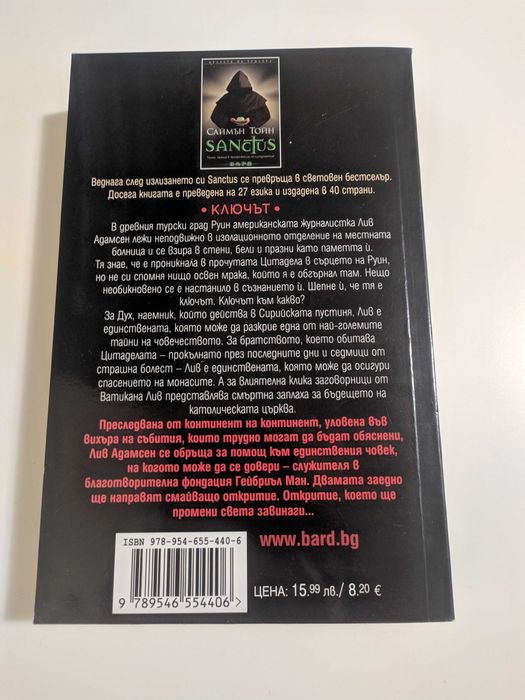 САЙМЪН ТОЙН
SANCTUS
БАРД
Веднага след излизането си Sanctus се превръща в световен бестселър.
Досега книгата е преведена на 27 езика и издадена в 40 страни.
• КЛЮЧЪТ •
В древния турски град Руин американската журналистка Лив
Адамсен лежи неподвижно в изолационното отделение на местната
болница и се взира в стени, бели и празни като паметта ѝ.
Тя знае, че е проникнала в прочутата Цитадела в сърцето на Руин,
но не си спомня нищо освен мрака, който я е обгърнал там. Нещо
необикновено се е настанило в съзнанието ѝ. Шепне ѝ, че тя е
ключът. Ключът към какво?
За Дух, наемник, който действа в Сирийската пустиня, Лив е
единствената, която може да разкрие една от най-големите
тайни на човечеството. За братството, което обитава
Цитаделата – прокълнато през последните дни и седмици от
страшна болест – Лив е единствената, която може да осигури
спасението на монасите. А за влиятелна клика заговорници от
Ватикана Лив представлява смъртна заплаха за бъдещето на
католическата църква.
Преследвана от континент на континент, уловена във
вихъра на събития, които трудно могат да бъдат обяснени,
Лив Адамсен се обръща за помощ към единствения човек,
на когото може да се довери – служителя в
благотворителна фондация Гейбриъл Ман. Двамата заедно
ще направят смайващо откритие. Откритие, което ще
промени света завинаги...
ISBN 978-954-655-440-6
9 789546 554406
www.bard.bg
ЦЕНА: 15.99 лв./ 8.20 €